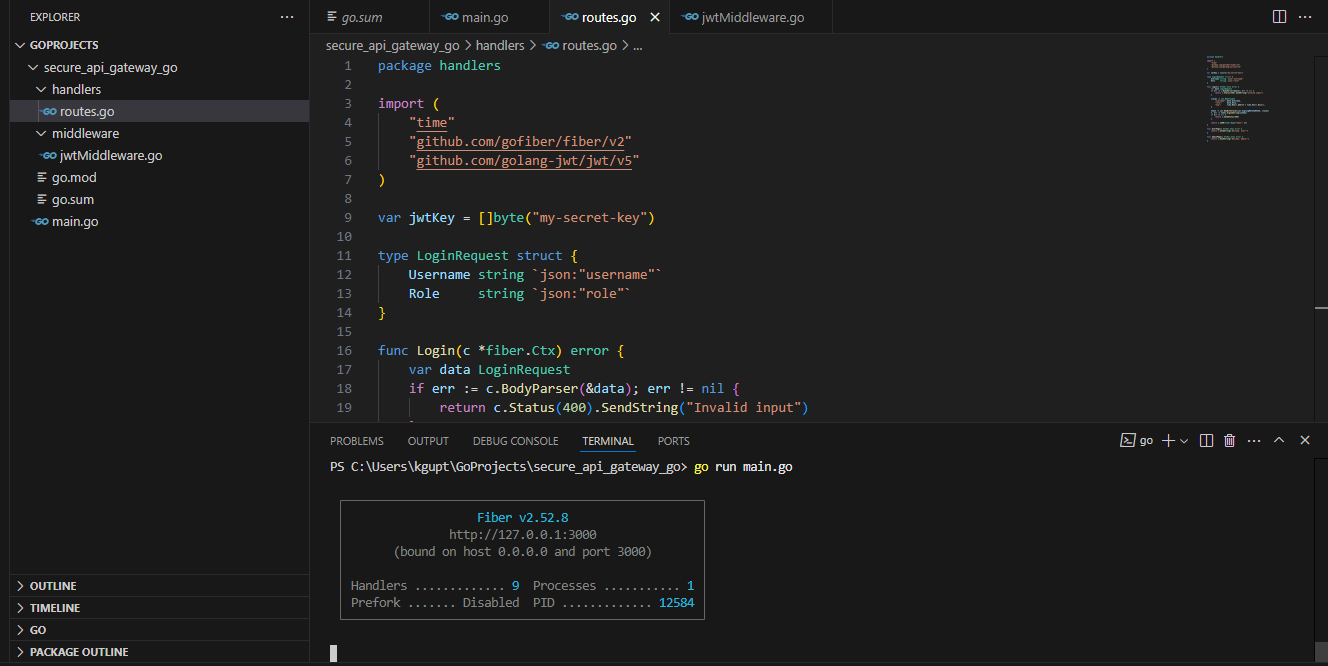 EXPLORER
GOPROJECTS
secure_api_gateway_go
handlers
GO routes.go
middleware
GO jwtMiddleware.go
go.mod
go.sum
GO main.go
OUTLINE
TIMELINE
GO
PACKAGE OUTLINE
go.sum
GO main.go
GO routes.go
GO jwtMiddleware.go
secure_api_gateway_go > handlers > GO routes.go > ...
1 package handlers
2
3 import (
4 "time"
5 "github.com/gofiber/fiber/v2"
6 "github.com/golang-jwt/jwt/v5"
7 )
8
9 var jwtKey = []byte("my-secret-key")
10
11 type LoginRequest struct {
12 Username string `json:"username"`
13 Role string `json:"role"`
14 }
15
16 func Login(c *fiber.Ctx) error {
17 var data LoginRequest
18 if err := c.BodyParser(&data); err != nil {
19 return c.Status(400).SendString("Invalid input")
PROBLEMS OUTPUT DEBUG CONSOLE TERMINAL PORTS
go
PS C:\Users\kgupt\GoProjects\secure_api_gateway_go> go run main.go
Fiber v2.52.8
http://127.0.0.1:3000
(bound on host 0.0.0.0 and port 3000)
Handlers ............. 9 Processes ........... 1
Prefork ....... Disabled PID ............. 12584